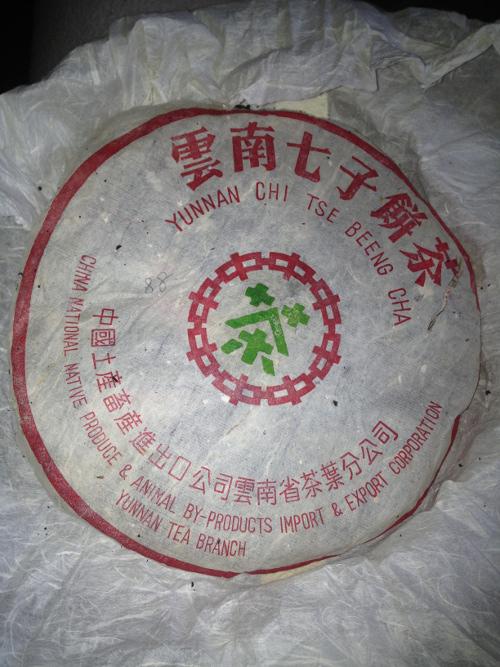 雲南七子餅茶
YUNNAN CHI TSE BEENG CHA
88
茶
中國土產畜產進出口公司雲南省茶葉分公司
CHINA NATIONAL NATIVE PRODUCE & ANIMAL BY-PRODUCTS IMPORT & EXPORT CORPORATION
YUNNAN TEA BRANCH